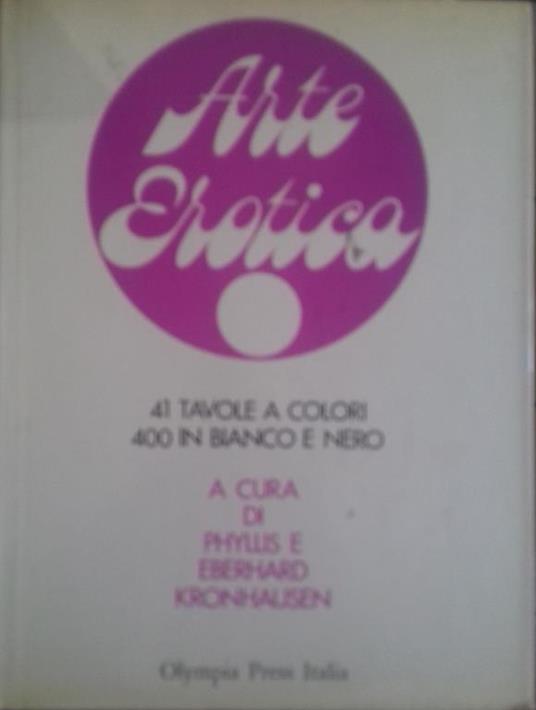 Arte
Erotica
41 TAVOLE A COLORI
400 IN BIANCO E NERO
A CURA
DI
PHYLLIS E
EBERHARD
KRONHAUSEN
Olympia Press Italia